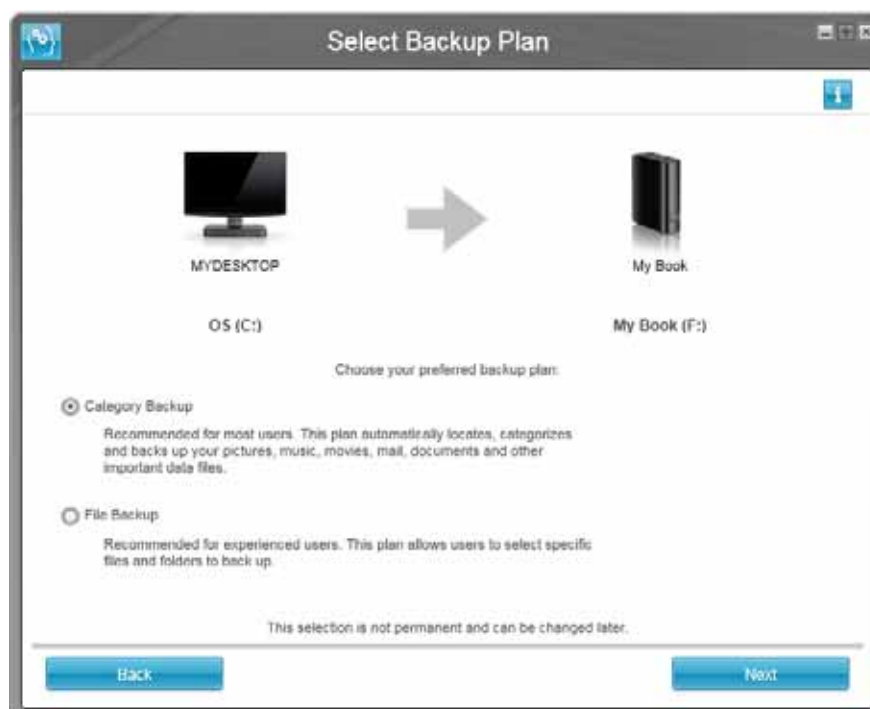 Select Backup Plan
MYDESKTOP
My Book
OS (C:)
My Book (F:)
Choose your preferred backup plan:
Category Backup
Recommended for most users. This plan automatically locates, categorizes
and backs up your pictures, music, movies, mail, documents and other
important data files.
File Backup
Recommended for experienced users. This plan allows users to select specific
files and folders to back up.
This selection is not permanent and can be changed later.
Back
Next